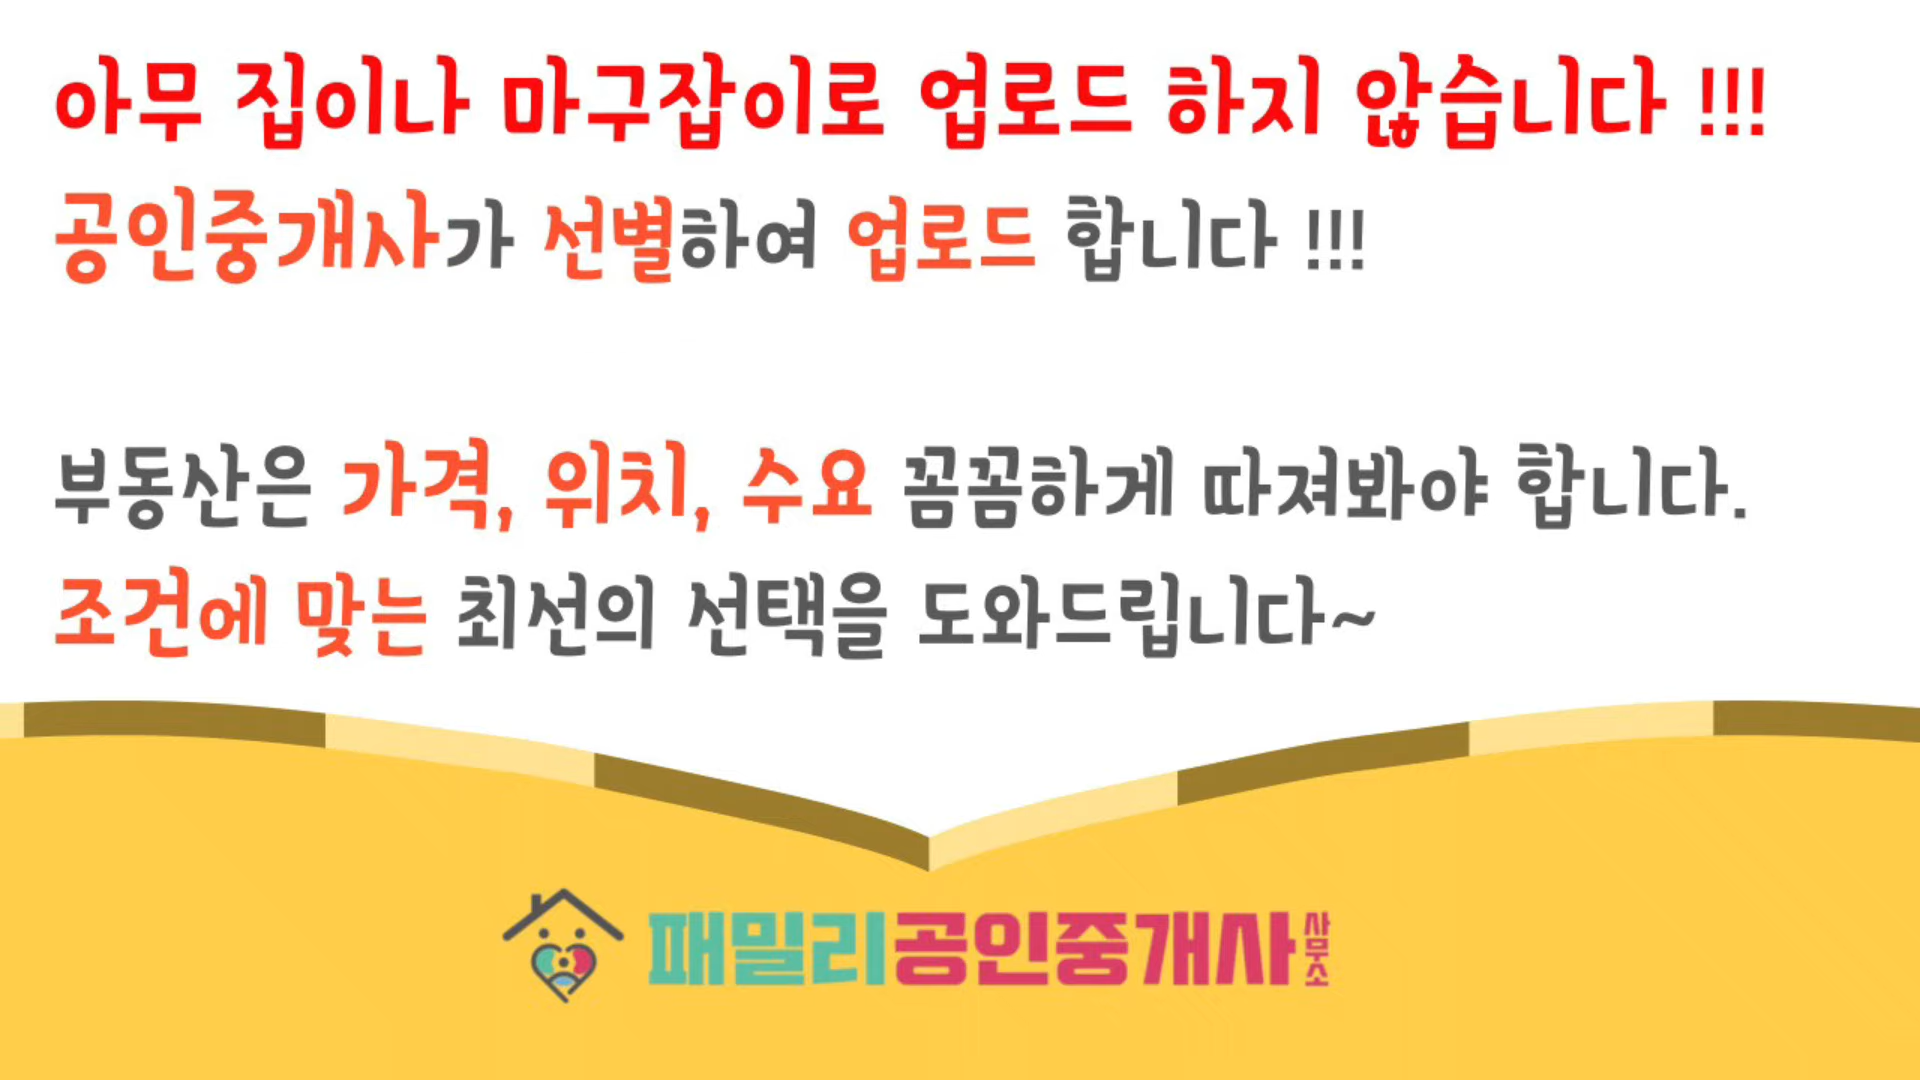 아무 집이나 마구잡이로 업로드 하지 않습니다 !!!
공인중개사가 선별하여 업로드 합니다 !!!
부동산은 가격, 위치, 수요 꼼꼼하게 따져봐야 합니다.
조건에 맞는 최선의 선택을 도와드립니다~
패밀리공인중개사사무소